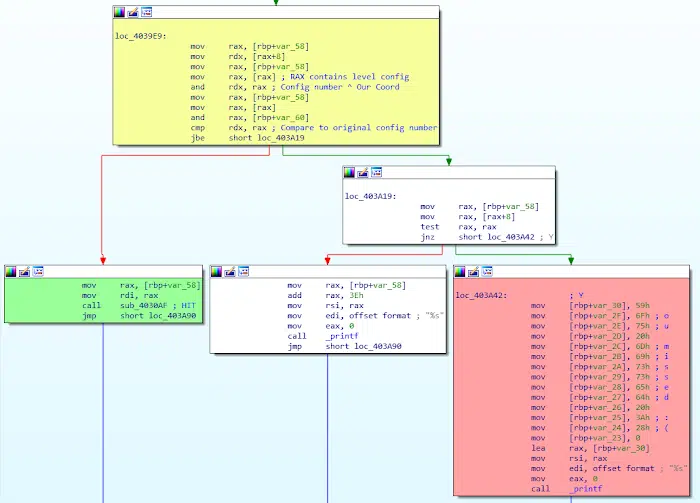 loc_4039E9:
mov rax, [rbp+var_58]
mov rdx, [rax+8]
mov rax, [rbp+var_58]
mov rax, [rax] ; RAX contains level config
and rdx, rax ; Config number ^ Our Coord
mov rax, [rbp+var_58]
mov rax, [rax]
and rax, [rbp+var_60]
cmp rdx, rax ; Compare to original config number
jbe short loc_403A19
loc_403A19:
mov rax, [rbp+var_58]
mov rax, [rax+8]
test rax, rax
jnz short loc_403A42 ; Y
mov rax, [rbp+var_58]
mov rdi, rax
call sub_4030AF ; HIT
jmp short loc_403A90
mov rax, [rbp+var_58]
add rax, 3Eh
mov rsi, rax
mov edi, offset format ; "%s"
mov eax, 0
call _printf
jmp short loc_403A90
loc_403A42: ; Y
mov [rbp+var_30], 59h
mov [rbp+var_2F], 6Fh ; o
mov [rbp+var_2E], 75h ; u
mov [rbp+var_2D], 20h
mov [rbp+var_2C], 6Dh ; m
mov [rbp+var_2B], 69h ; i
mov [rbp+var_2A], 73h ; s
mov [rbp+var_29], 73h ; s
mov [rbp+var_28], 65h ; e
mov [rbp+var_27], 64h ; d
mov [rbp+var_26], 20h
mov [rbp+var_25], 3Ah ; :
mov [rbp+var_24], 28h ; (
mov [rbp+var_23], 0
lea rax, [rbp+var_30]
mov rsi, rax
mov edi, offset format ; "%s"
mov eax, 0
call _printf